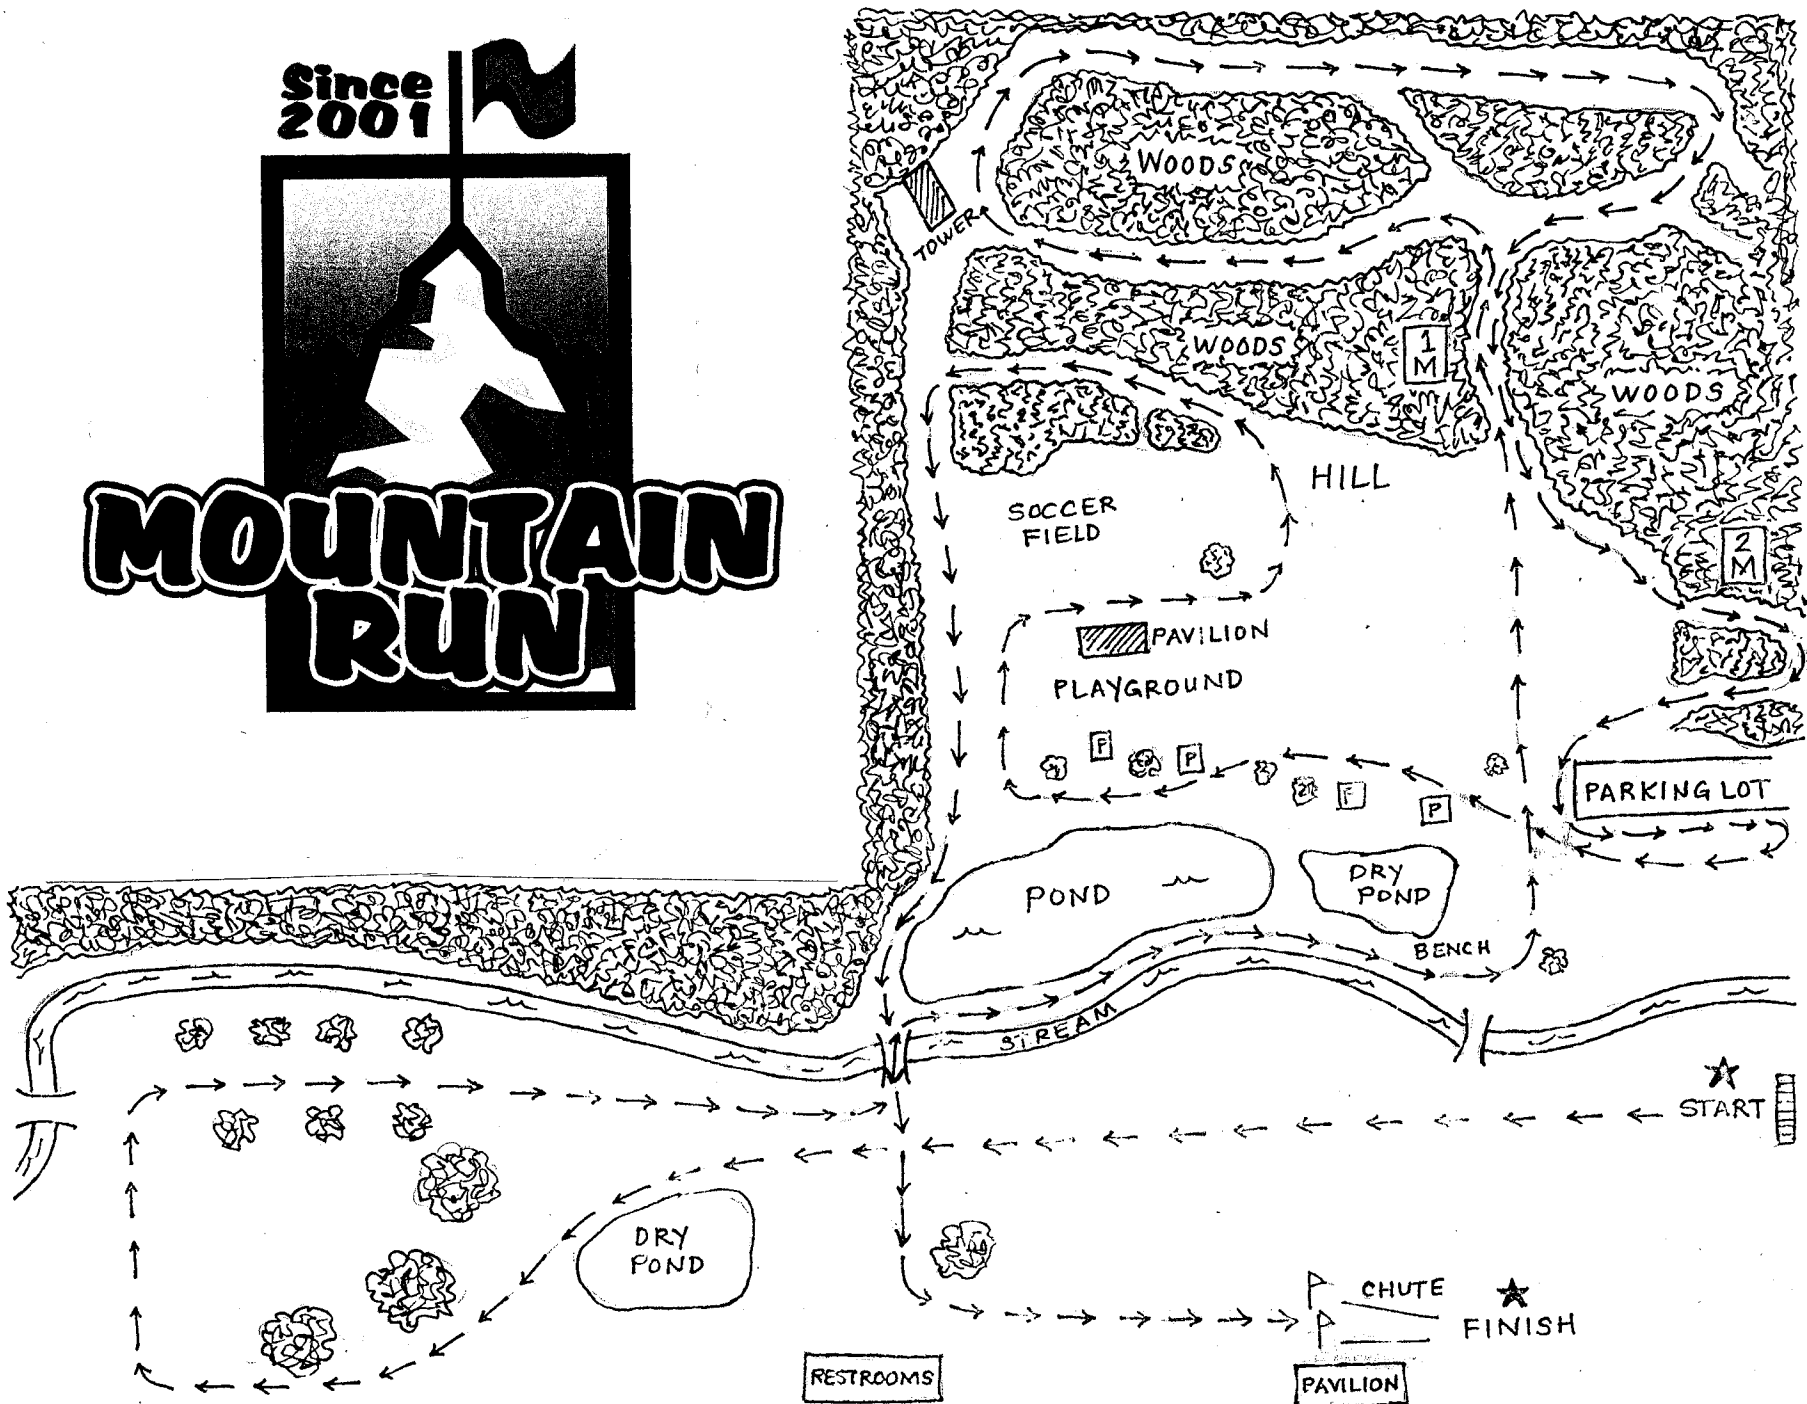 Since
2001
MOUNTAIN
RUN
WOODS
TOWER
WOODS
1
M
WOODS
HILL
SOCCER
FIELD
2
M
PAVILION
PLAYGROUND
F
P
F
P
PARKING LOT
POND
DRY
POND
BENCH
STREAM
START
DRY
POND
CHUTE
FINISH
RESTROOMS
PAVILION